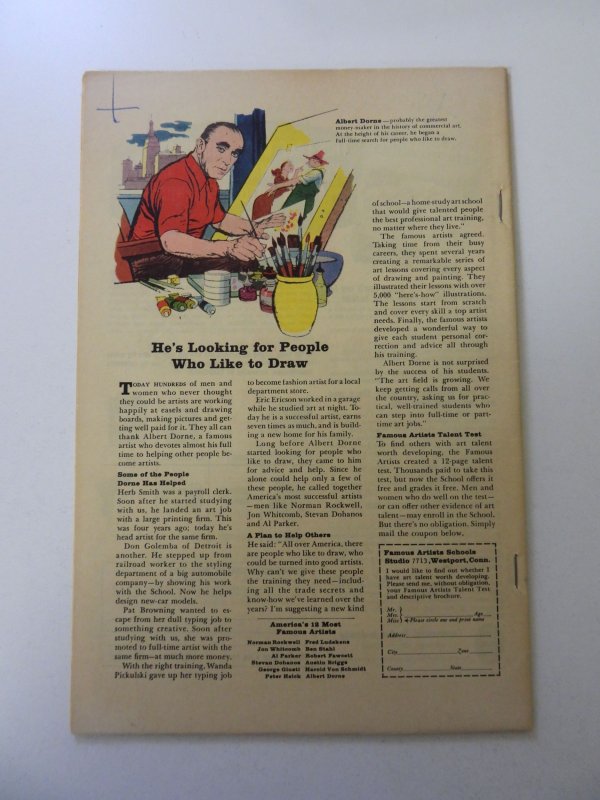 Albert Dorne—probably the greatest
money-maker in the history of commercial art.
At the height of his career, he began a
full-time search for people who like to draw.
He's Looking for People
Who Like to Draw
TODAY HUNDREDS of men and
women who never thought
they could be artists are working
happily at easels and drawing
boards, making pictures and get-
ting well paid for it. They all can
thank Albert Dorne, a famous
artist who devotes almost his full
time to helping other people be-
come artists.
Some of the People
Dorne Has Helped
Herb Smith was a payroll clerk.
Soon after he started studying
with us, he landed an art job
with a large printing firm. This
was four years ago; today he's
head artist for the same firm.
Don Golemba of Detroit is
another. He stepped up from
railroad worker to the styling
department of a big automobile
company—by showing his work
with the School. Now he helps
design new-car models.
Pat Browning wanted to es-
cape from her dull typing job to
something creative. Soon after
studying with us, she was pro-
moted to full-time artist with the
same firm—at much more money.
With the right training, Wanda
Pickulski gave up her typing job
to become fashion artist for a local
department store.
Eric Ericson worked in a garage
while he studied art at night. To-
day he is a successful artist, earns
seven times as much, and is build-
ing a new home for his family.
Long before Albert Dorne
started looking for people who
like to draw, they came to him
for advice and help. Since he
alone could help only a few of
these people, he called together
America's most successful artists
—men like Norman Rockwell,
Jon Whitcomb, Stevan Dohanos
and Al Parker.
A Plan to Help Others
He said: "All over America, there
are people who like to draw, who
could be turned into good artists.
Why can't we give these people
the training they need—includ-
ing all the trade secrets and
know-how we've learned over the
years? I'm suggesting a new kind
America's 12 Most
Famous Artists
Norman Rockwell Fred Ludekens
Jon Whitcomb Ben Stahl
Al Parker Robert Fawcett
Stevan Dohanos Austin Briggs
George Giusti Harold Von Schmidt
Peter Helck Albert Dorne
of school—a home study art school
that would give talented people
the best professional art training,
no matter where they live."
The famous artists agreed.
Taking time from their busy
careers, they spent several years
creating a remarkable series of
art lessons covering every aspect
of drawing and painting. They
illustrated their lessons with over
5,000 "here's-how" illustrations.
The lessons start from scratch
and cover every skill a top artist
needs. Finally, the famous artists
developed a wonderful way to
give each student personal cor-
rection and advice all through
his training.
Albert Dorne is not surprised
by the success of his students.
"The art field is growing. We
keep getting calls from all over
the country, asking us for prac-
tical, well-trained students who
can step into full-time or part-
time art jobs."
Famous Artists Talent Test
To find others with art talent
worth developing, the Famous
Artists created a 12-page talent
test. Thousands paid to take this
test, but now the School offers it
free and grades it free. Men and
women who do well on the test—
or can offer other evidence of art
talent—may enroll in the School.
But there's no obligation. Simply
mail the coupon below.
Famous Artists Schools
Studio 7713, Westport, Conn.
I would like to find out whether I
have art talent worth developing.
Please send me, without obligation,
your Famous Artists Talent Test
and descriptive brochure.
Mr.
Mrs. Age
Miss Please circle one and print name
Address
City Zone
County State